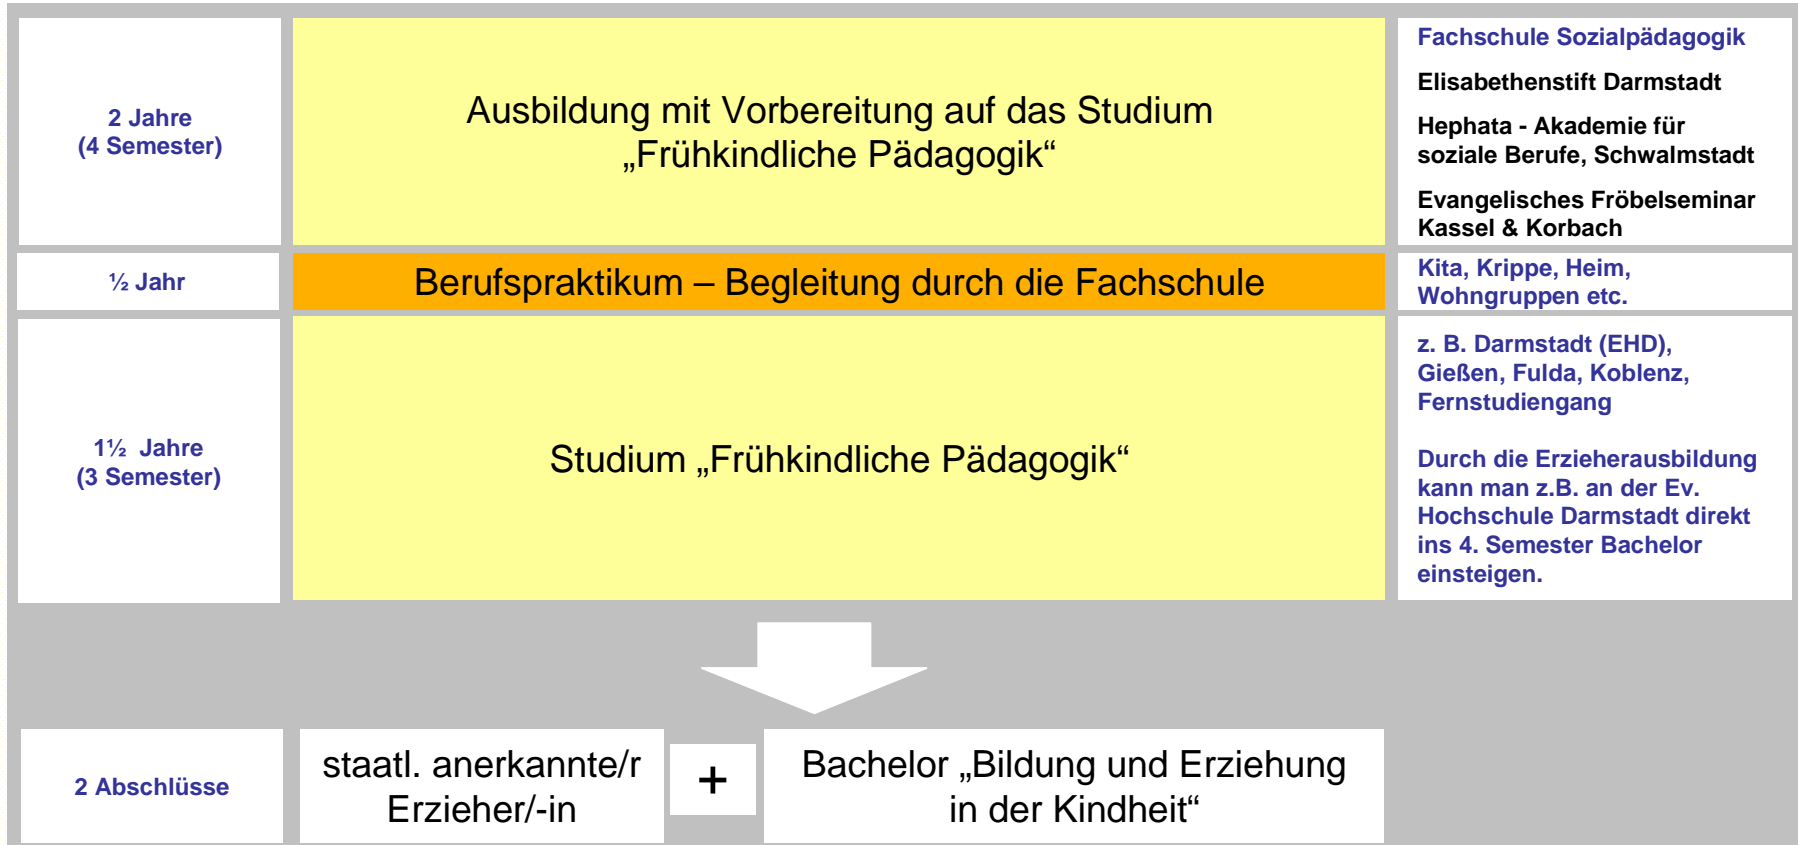 2 Jahre
(4 Semester)
Ausbildung mit Vorbereitung auf das Studium
„Frühkindliche Pädagogik“
Fachschule Sozialpädagogik
Elisabethenstift Darmstadt
Hephata - Akademie für
soziale Berufe, Schwalmstadt
Evangelisches Fröbelseminar
Kassel & Korbach
½ Jahr
Berufspraktikum – Begleitung durch die Fachschule
Kita, Krippe, Heim,
Wohngruppen etc.
1½ Jahre
(3 Semester)
Studium „Frühkindliche Pädagogik“
z. B. Darmstadt (EHD),
Gießen, Fulda, Koblenz,
Fernstudiengang
Durch die Erzieherausbildung
kann man z.B. an der Ev.
Hochschule Darmstadt direkt
ins 4. Semester Bachelor
einsteigen.
2 Abschlüsse
staatl. anerkannte/r
Erzieher/-in
+
Bachelor „Bildung und Erziehung
in der Kindheit“